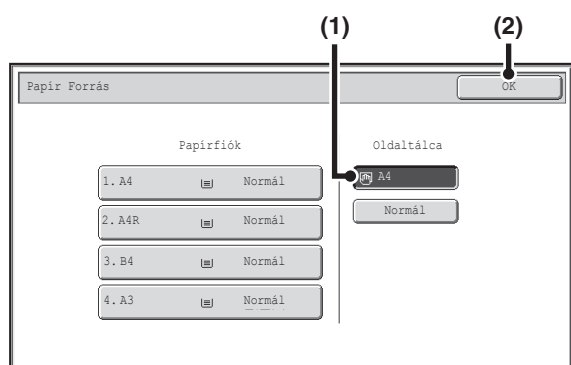 (1) (2)
Papír Forrás OK
Papírfiók Oldaltálca
1. A4 Normál A4
2. A4R Normál Normál
3. B4 Normál
4. A3 Normál